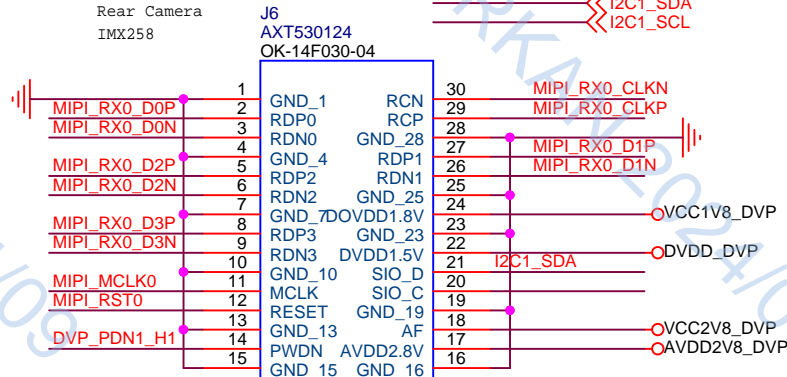 Rear Camera
IMX258
J6
AXT530124
OK-14F030-04
I2C1_SDA
I2C1_SCL
1 GND_1 RCN 30 MIPI_RX0_CLKN
MIPI_RX0_D0P 2 RDP0 RCP 29 MIPI_RX0_CLKP
MIPI_RX0_D0N 3 RDN0 GND_28 28
4 GND_4 RDP1 27 MIPI_RX0_D1P
MIPI_RX0_D2P 5 RDP2 RDN1 26 MIPI_RX0_D1N
MIPI_RX0_D2N 6 RDN2 GND_25 25
7 GND_7 DOVDD1.8V 24 VCC1V8_DVP
MIPI_RX0_D3P 8 RDP3 GND_23 23
MIPI_RX0_D3N 9 RDN3 DVDD1.5V 22 DVDD_DVP
10 GND_10 SIO_D 21 I2C1_SDA
MIPI_MCLK0 11 MCLK SIO_C 20
MIPI_RST0 12 RESET GND_19 19
13 GND_13 AF 18 VCC2V8_DVP
DVP_PDN1_H1 14 PWDN AVDD2.8V 17 AVDD2V8_DVP
15 GND_15 GND_16 16